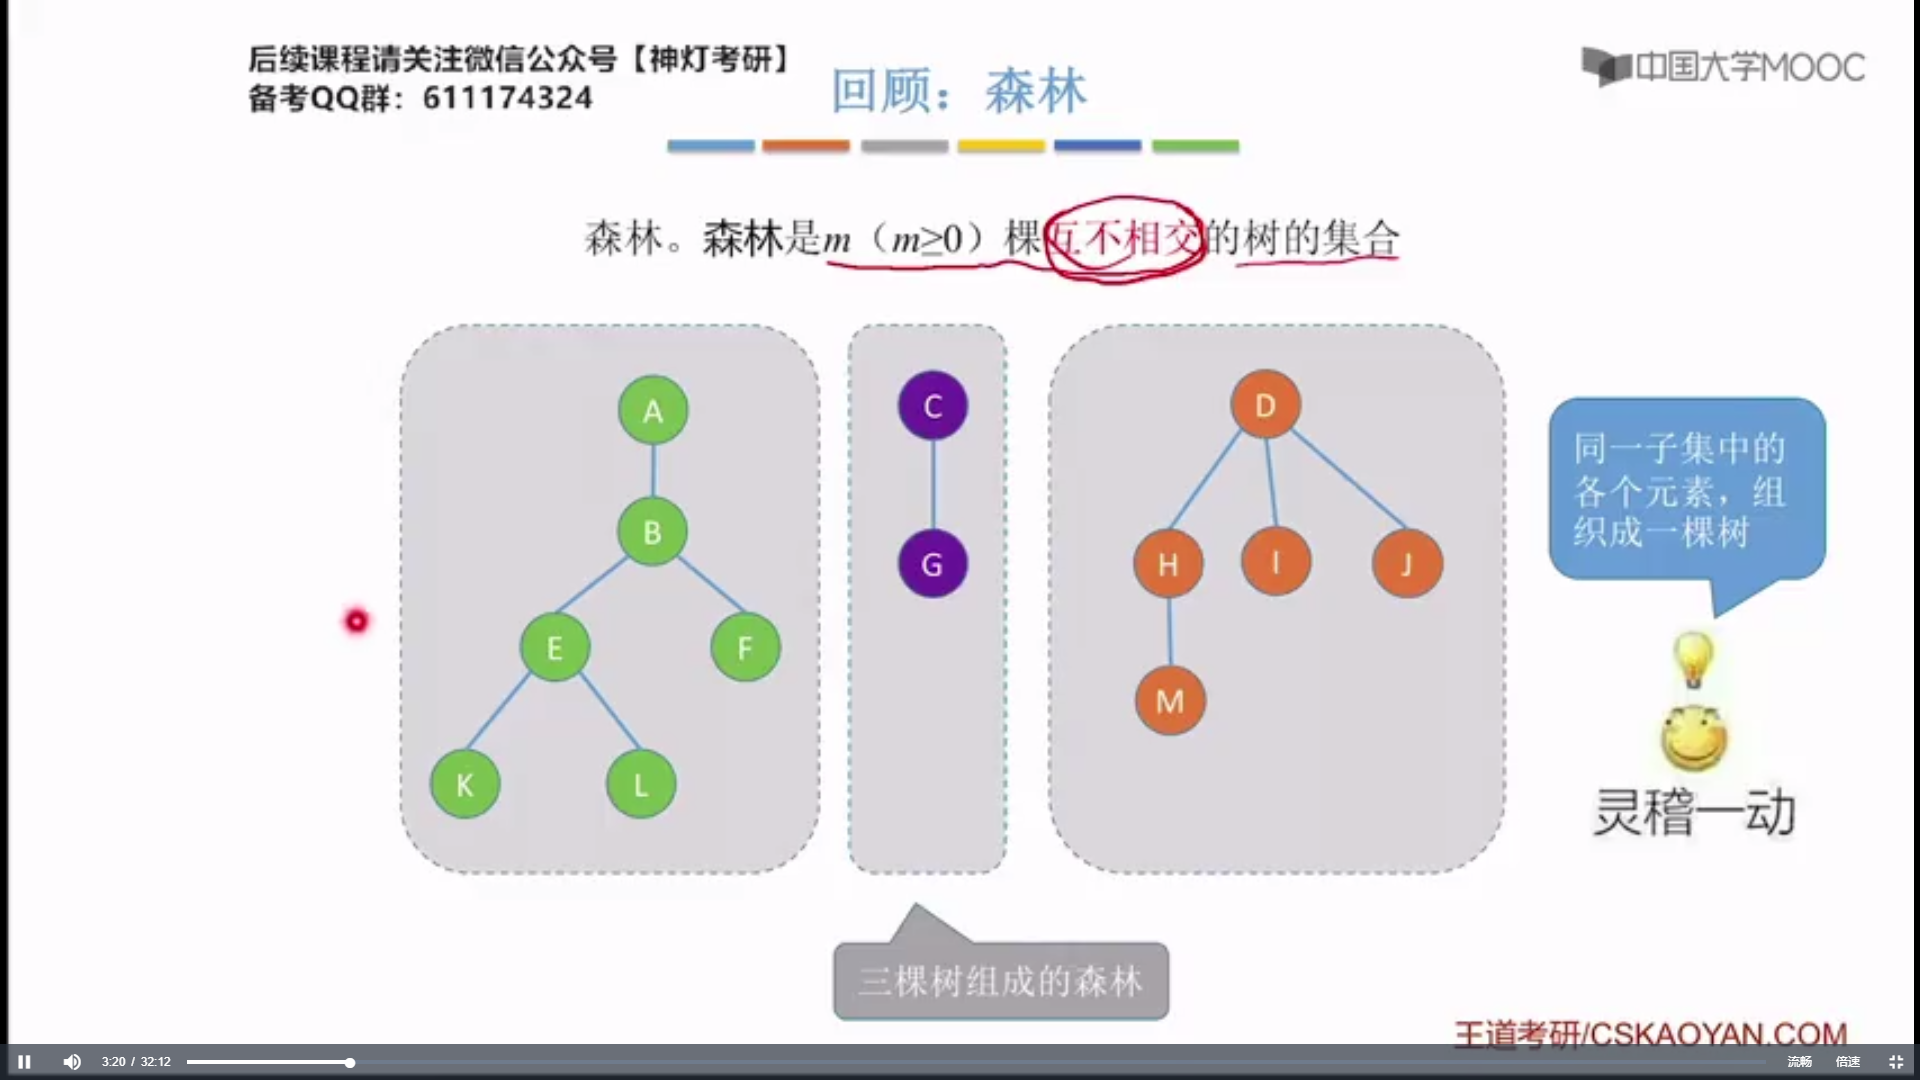 后续课程请关注微信公众号【神灯考研】
备考QQ群：611174324
回顾：森林
中国大学MOOC
森林。森林是m（m≥0）棵互不相交的树的集合
A
B
E
F
K
L
C
G
D
H
I
J
M
同一子集中的
各个元素，组
织成一棵树
灵稽一动
三棵树组成的森林
王道考研/CSKAOYAN.COM
3:20 / 32:12
流畅
倍速